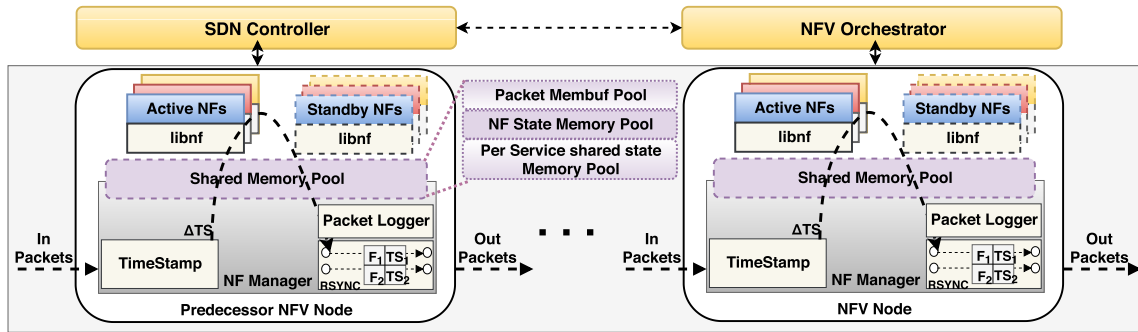 SDN Controller
NFV Orchestrator
Active NFs
libnf
Standby NFs
libnf
Packet Membuf Pool
NF State Memory Pool
Per Service shared state
Memory Pool
Active NFs
libnf
Standby NFs
libnf
Shared Memory Pool
Shared Memory Pool
In
Packets
ΔTS
TimeStamp
Packet Logger
F1 TS1
F2 TS2
RSYNC
NF Manager
Out
Packets
Predecessor NFV Node
In
Packets
ΔTS
TimeStamp
Packet Logger
F1 TS1
F2 TS2
RSYNC
NF Manager
Out
Packets
NFV Node